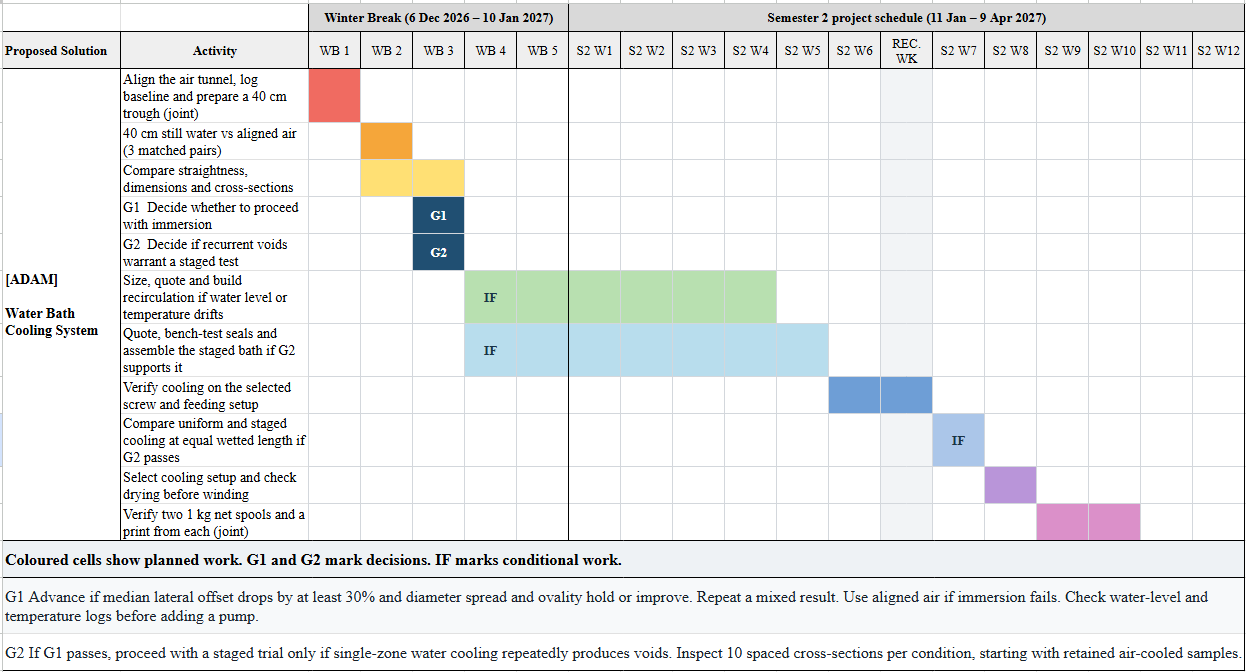 Winter Break (6 Dec 2026 – 10 Jan 2027)
Semester 2 project schedule (11 Jan – 9 Apr 2027)
Proposed Solution
Activity
WB 1
WB 2
WB 3
WB 4
WB 5
S2 W1
S2 W2
S2 W3
S2 W4
S2 W5
S2 W6
REC.
WK
S2 W7
S2 W8
S2 W9
S2 W10
S2 W11
S2 W12
[ADAM]
Water Bath
Cooling System
Align the air tunnel, log
baseline and prepare a 40 cm
trough (joint)
40 cm still water vs aligned air
(3 matched pairs)
Compare straightness,
dimensions and cross-sections
G1 Decide whether to proceed
with immersion
G1
G2 Decide if recurrent voids
warrant a staged test
G2
Size, quote and build
recirculation if water level or
temperature drifts
IF
Quote, bench-test seals and
assemble the staged bath if G2
supports it
IF
Verify cooling on the selected
screw and feeding setup
Compare uniform and staged
cooling at equal wetted length if
G2 passes
IF
Select cooling setup and check
drying before winding
Verify two 1 kg net spools and a
print from each (joint)
Coloured cells show planned work. G1 and G2 mark decisions. IF marks conditional work.
G1 Advance if median lateral offset drops by at least 30% and diameter spread and ovality hold or improve. Repeat a mixed result. Use aligned air if immersion fails. Check water-level and
temperature logs before adding a pump.
G2 If G1 passes, proceed with a staged trial only if single-zone water cooling repeatedly produces voids. Inspect 10 spaced cross-sections per condition, starting with retained air-cooled samples.